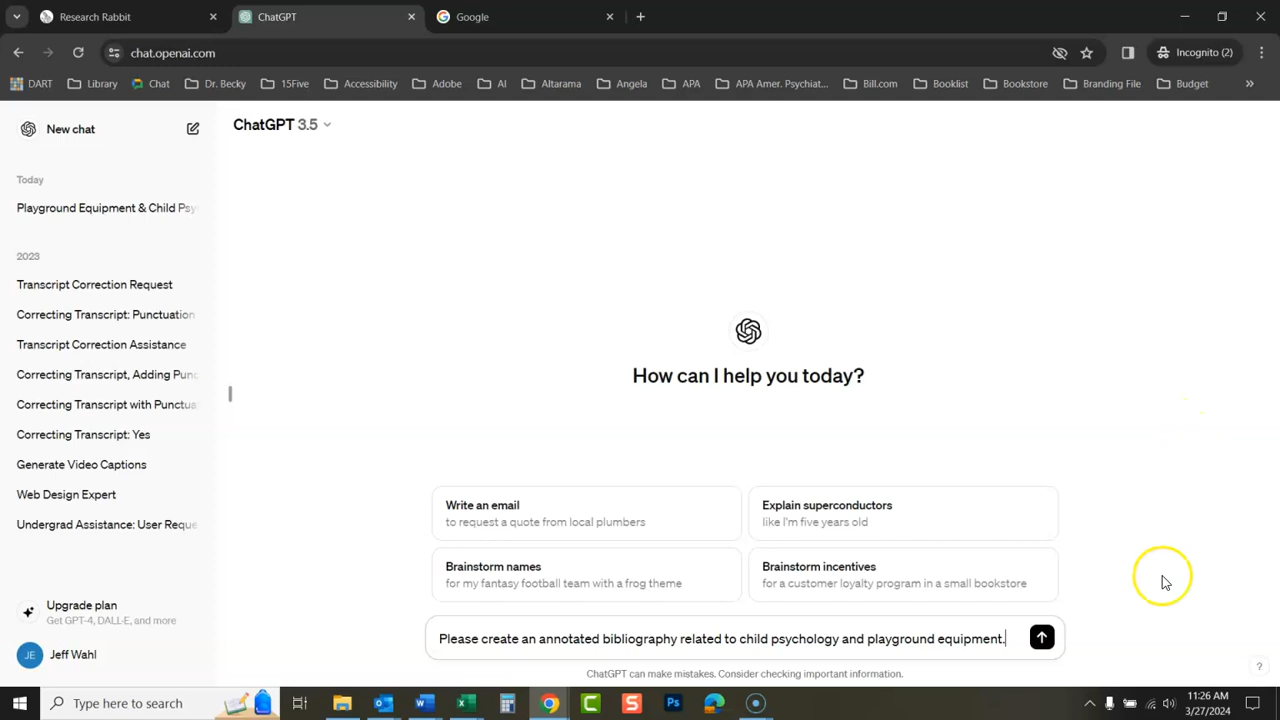 Research Rabbit
ChatGPT
Google
chat.openai.com
Incognito (2)
DART
Library
Chat
Dr. Becky
15Five
Accessibility
Adobe
AI
Altarama
Angela
APA
APA Amer. Psychiat...
Bill.com
Booklist
Bookstore
Branding File
Budget
New chat
ChatGPT 3.5
Today
Playground Equipment & Child Psy
2023
Transcript Correction Request
Correcting Transcript: Punctuation
Transcript Correction Assistance
Correcting Transcript, Adding Punc
Correcting Transcript with Punctua
Correcting Transcript: Yes
Generate Video Captions
Web Design Expert
Undergrad Assistance: User Reque
Upgrade plan
Get GPT-4, DALL-E, and more
JE
Jeff Wahl
How can I help you today?
Write an email
to request a quote from local plumbers
Explain superconductors
like I'm five years old
Brainstorm names
for my fantasy football team with a frog theme
Brainstorm incentives
for a customer loyalty program in a small bookstore
Please create an annotated bibliography related to child psychology and playground equipment.
ChatGPT can make mistakes. Consider checking important information.
?
Type here to search
11:26 AM
3/27/2024